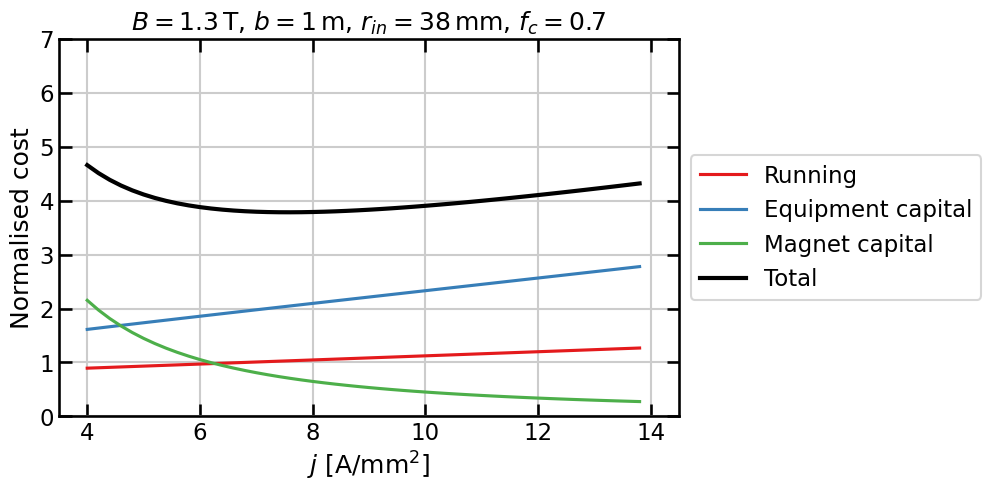 B = 1.3 T, b = 1 m, r_in = 38 mm, f_c = 0.7
Normalised cost
7
6
5
4
3
2
1
0
4 6 8 10 12 14
j [A/mm²]
Running
Equipment capital
Magnet capital
Total